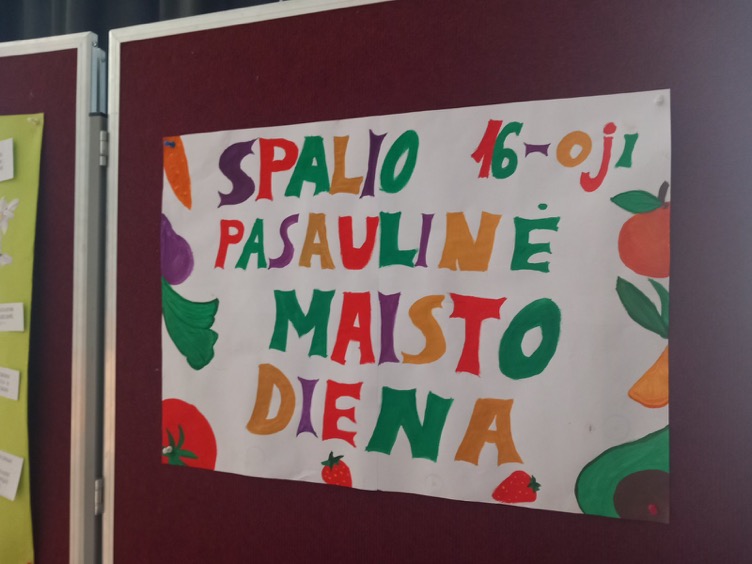 SPALIO 16-oji
PASAULINĖ
MAISTO
DIENA